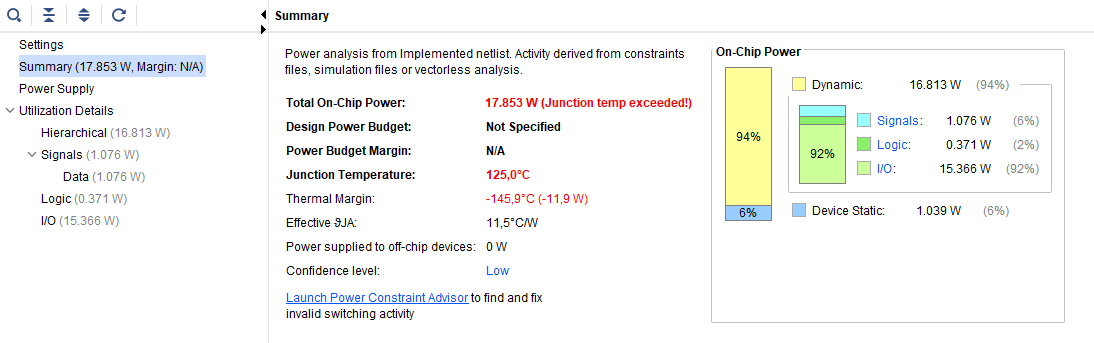 Settings
Summary (17.853 W, Margin: N/A)
Power Supply
Utilization Details
Hierarchical (16.813 W)
Signals (1.076 W)
Data (1.076 W)
Logic (0.371 W)
I/O (15.366 W)
Summary
Power analysis from Implemented netlist. Activity derived from constraints
files, simulation files or vectorless analysis.
Total On-Chip Power: 17.853 W (Junction temp exceeded!)
Design Power Budget: Not Specified
Power Budget Margin: N/A
Junction Temperature: 125,0°C
Thermal Margin: -145,9°C (-11,9 W)
Effective ϑJA: 11,5°C/W
Power supplied to off-chip devices: 0 W
Confidence level: Low
Launch Power Constraint Advisor to find and fix
invalid switching activity
On-Chip Power
94%
6%
Dynamic: 16.813 W (94%)
92%
Signals: 1.076 W (6%)
Logic: 0.371 W (2%)
I/O: 15.366 W (92%)
Device Static: 1.039 W (6%)